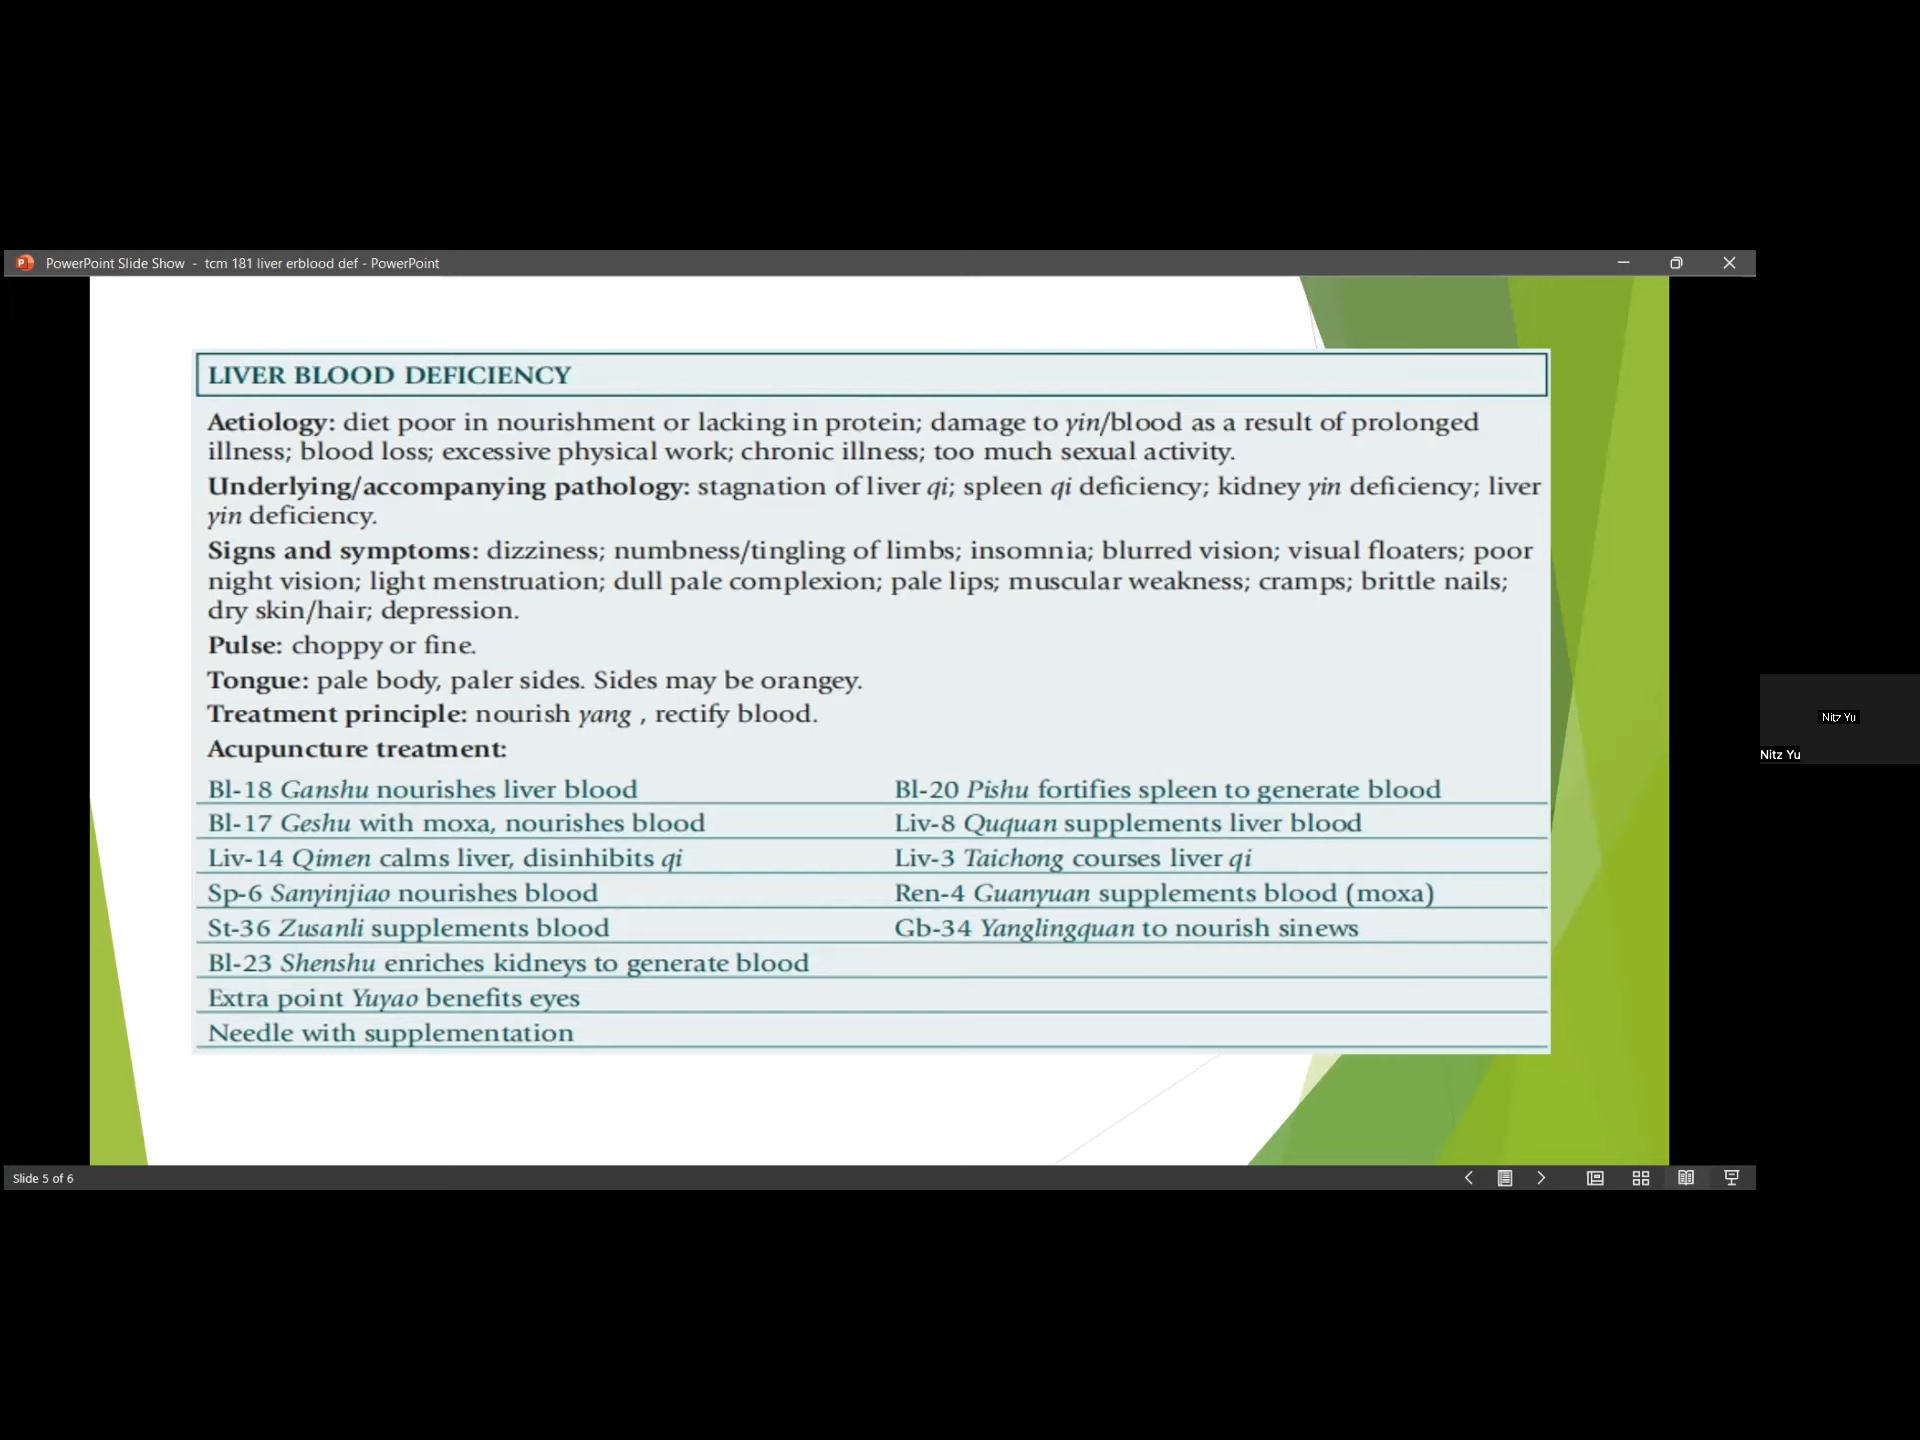 PowerPoint Slide Show - tcm 181 liver erblood def - PowerPoint
LIVER BLOOD DEFICIENCY
Aetiology: diet poor in nourishment or lacking in protein; damage to yin/blood as a result of prolonged
illness; blood loss; excessive physical work; chronic illness; too much sexual activity.
Underlying/accompanying pathology: stagnation of liver qi; spleen qi deficiency; kidney yin deficiency; liver
yin deficiency.
Signs and symptoms: dizziness; numbness/tingling of limbs; insomnia; blurred vision; visual floaters; poor
night vision; light menstruation; dull pale complexion; pale lips; muscular weakness; cramps; brittle nails;
dry skin/hair; depression.
Pulse: choppy or fine.
Tongue: pale body, paler sides. Sides may be orangey.
Treatment principle: nourish yang , rectify blood.
Acupuncture treatment:
Bl-18 Ganshu nourishes liver blood Bl-20 Pishu fortifies spleen to generate blood
Bl-17 Geshu with moxa, nourishes blood Liv-8 Ququan supplements liver blood
Liv-14 Qimen calms liver, disinhibits qi Liv-3 Taichong courses liver qi
Sp-6 Sanyinjiao nourishes blood Ren-4 Guanyuan supplements blood (moxa)
St-36 Zusanli supplements blood Gb-34 Yanglingquan to nourish sinews
Bl-23 Shenshu enriches kidneys to generate blood
Extra point Yuyao benefits eyes
Needle with supplementation
Nitz Yu
Nitz Yu
Slide 5 of 6